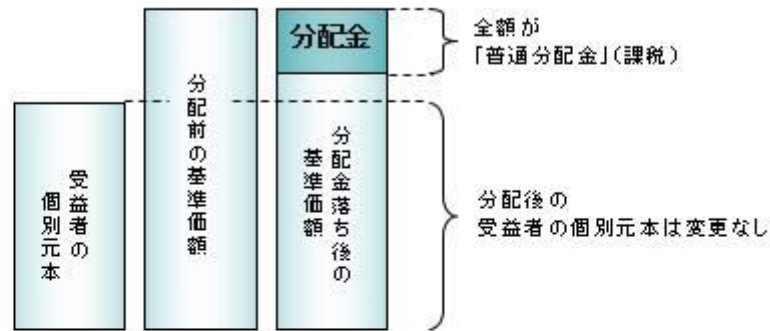 受益者の
個別元本
分配前の基準価額
分配金
分配金落ち後の
基準価額
全額が
「普通分配金」(課税)
分配後の
受益者の個別元本は変更なし